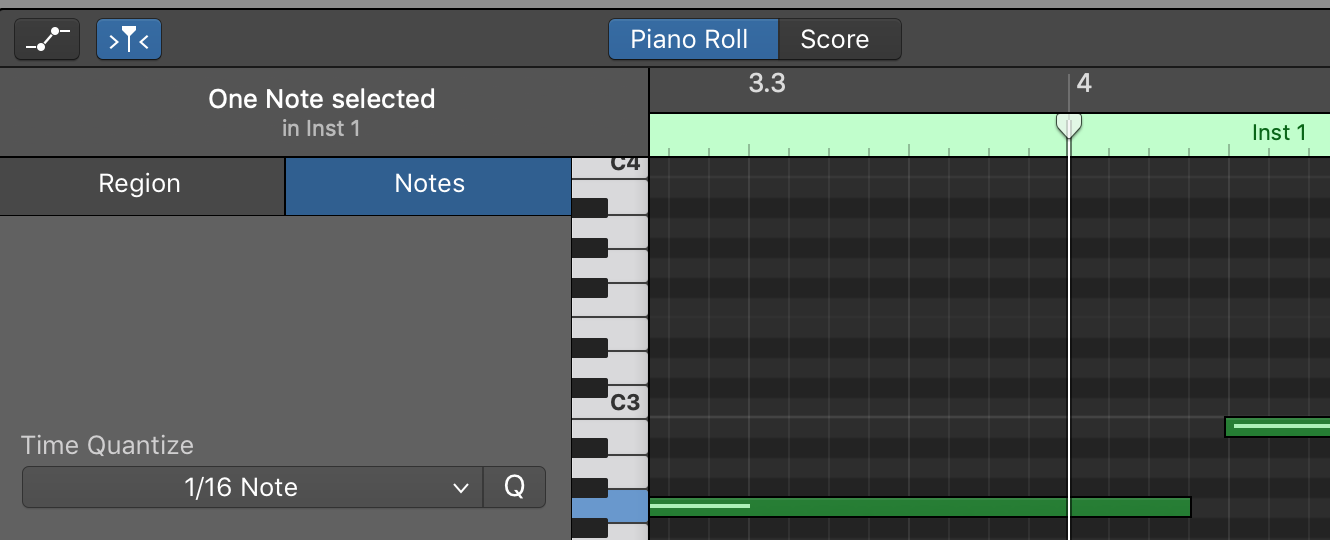 Piano Roll Score
One Note selected
in Inst 1
3.3 4
Inst 1
Region Notes
C4
C3
Time Quantize
1/16 Note Q